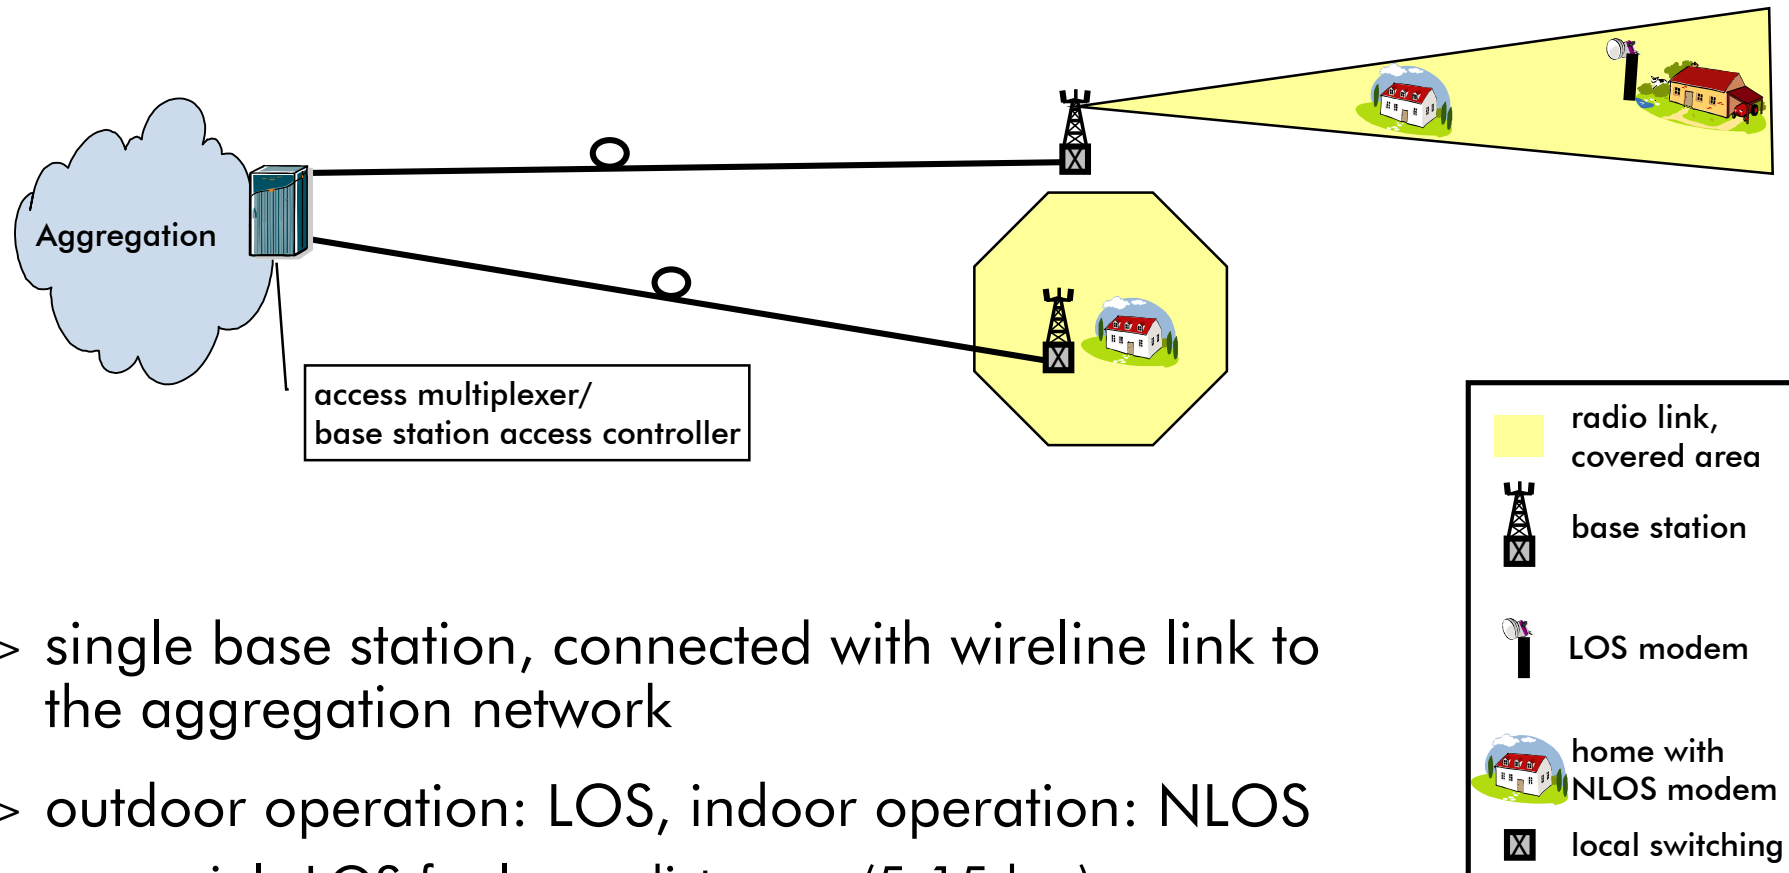 Aggregation
access multiplexer/
base station access controller
radio link,
covered area
base station
LOS modem
home with
NLOS modem
local switching
> single base station, connected with wireline link to
the aggregation network
> outdoor operation: LOS, indoor operation: NLOS